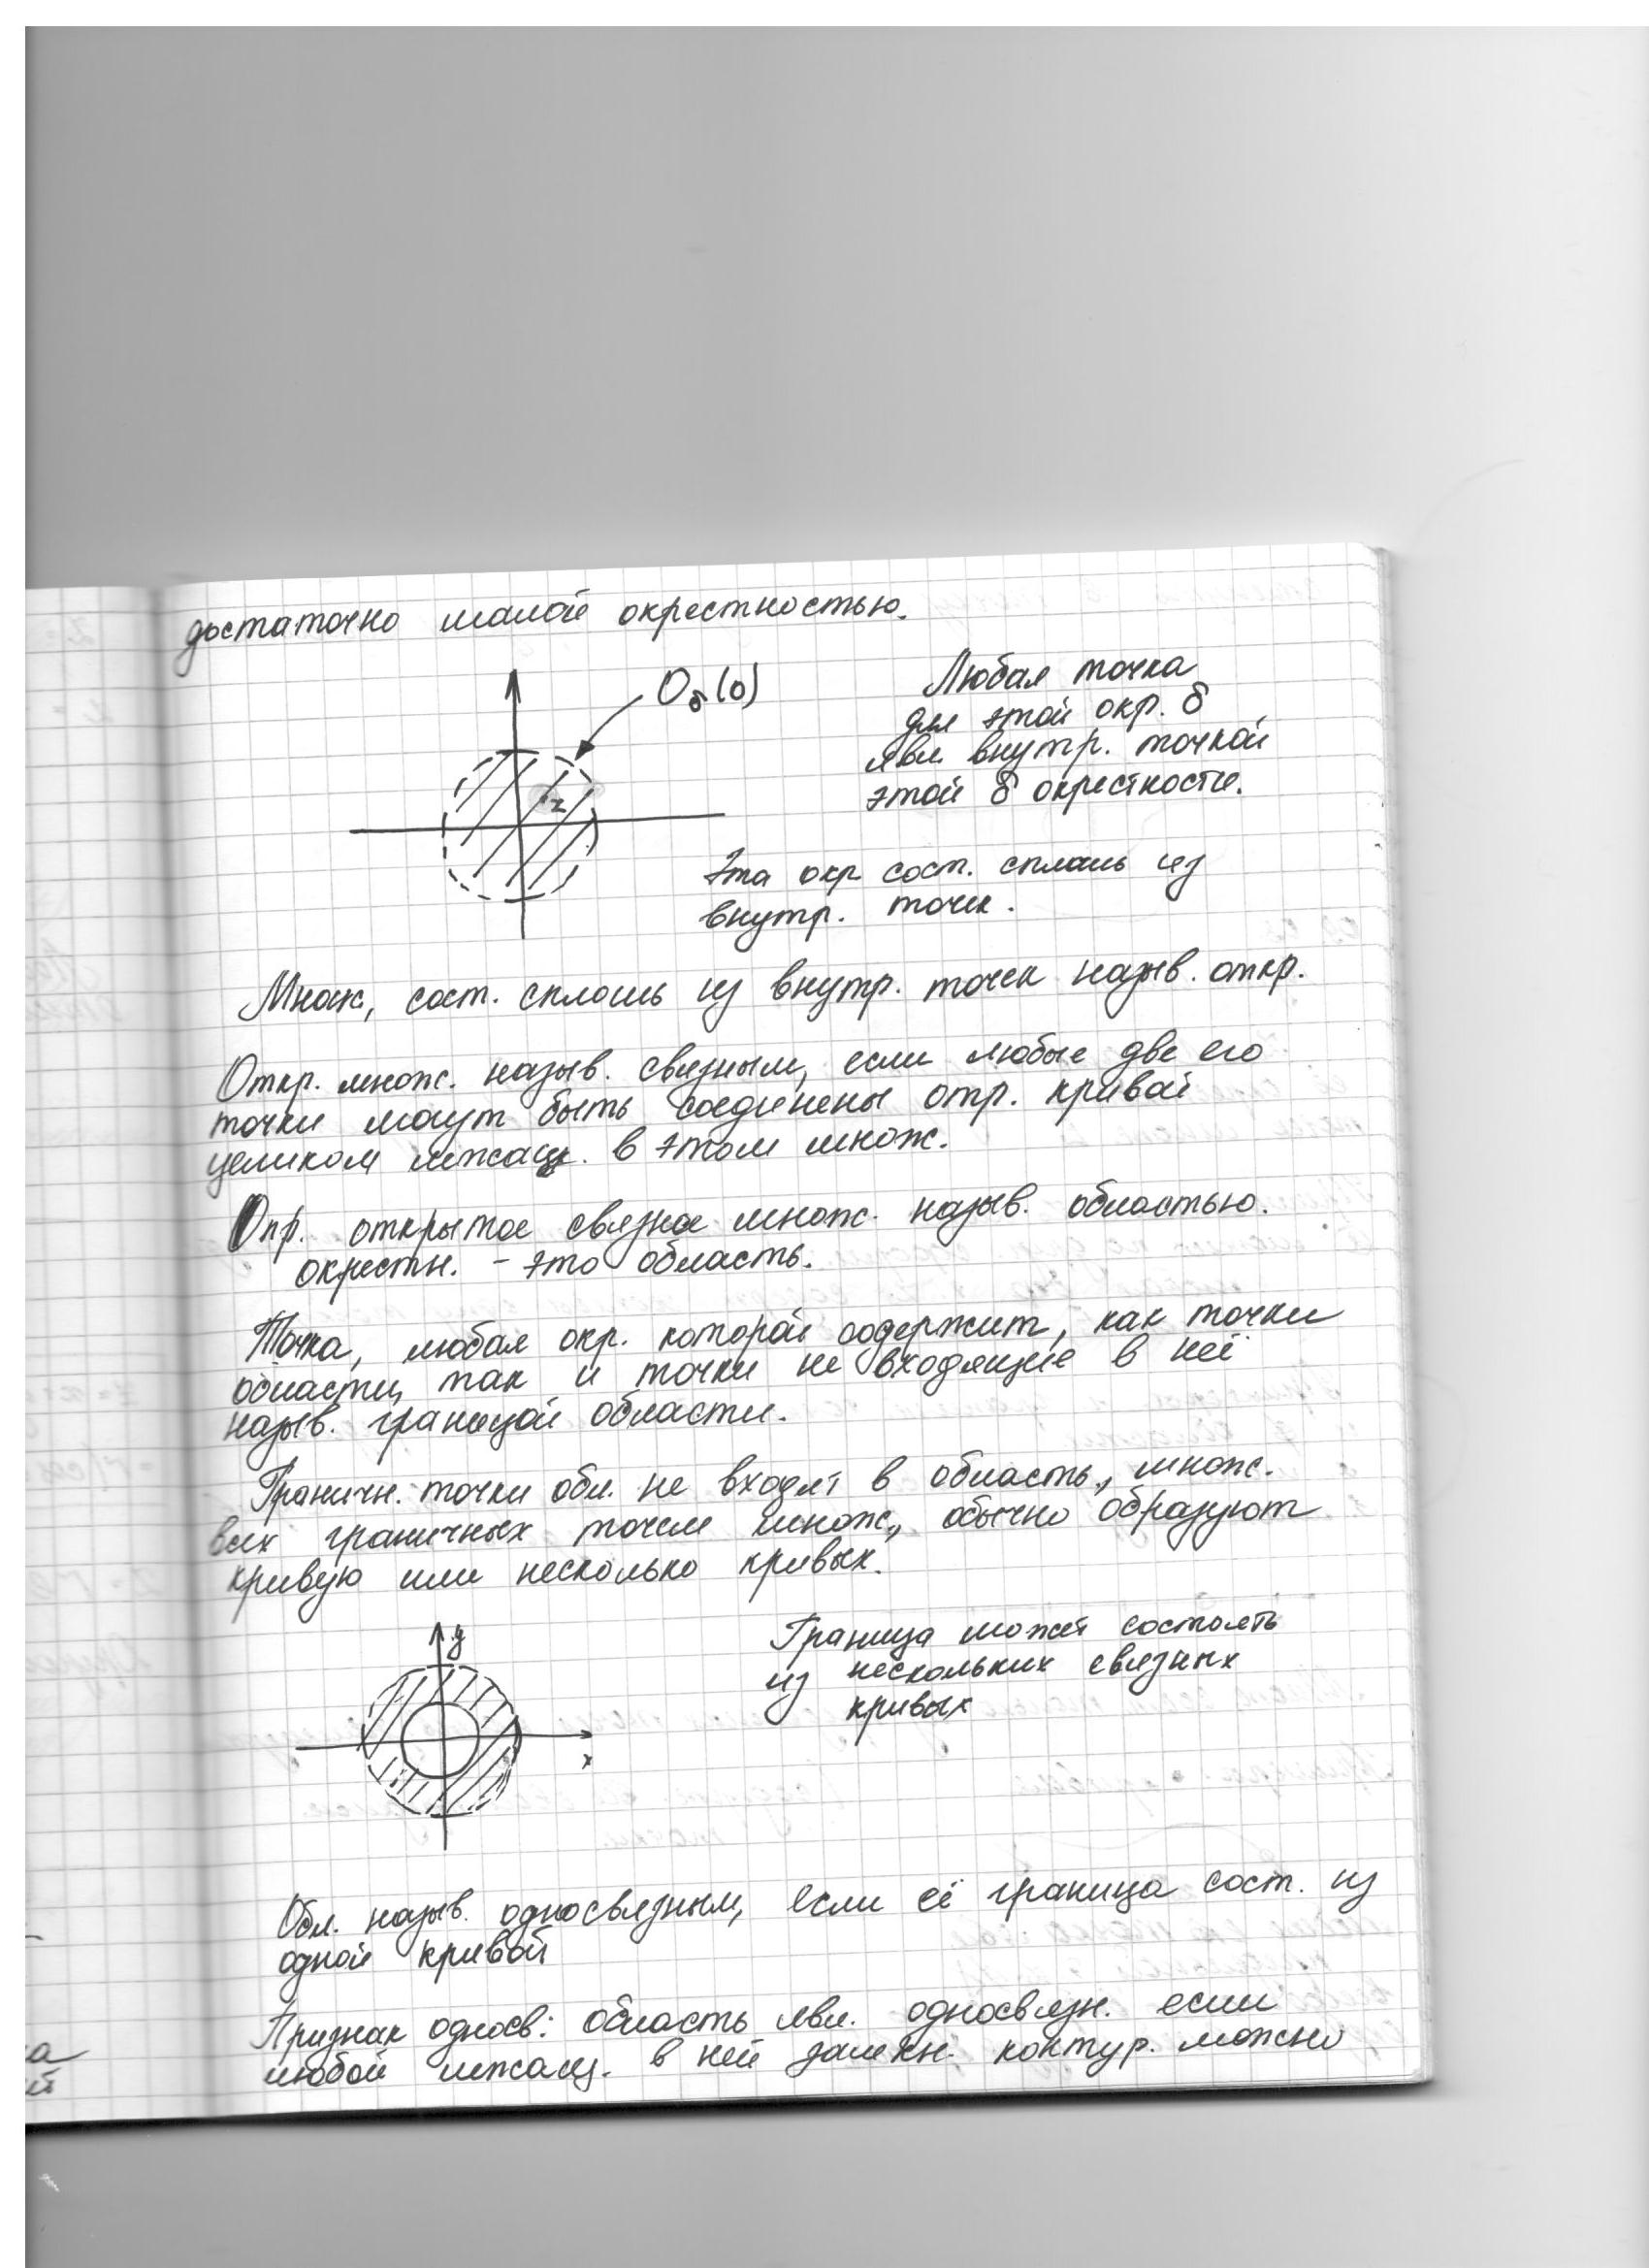 достаточно малой окрестностью.
O_δ(0)
z
Любая точка
для этой окр. δ
явл. внутр. точкой
этой δ окрестности.
Эта окр сост. сплошь из
внутр. точек.
Множ, сост. сплошь из внутр. точек назыв. откр.
Откр. множ. назыв. связным, если любые две его
точки могут быть соединены отр. кривой
целиком лежащ. в этом множ.
Опр. открытое связное множ. назыв. областью.
окрестн. - это область.
Точка, любая окр. которой содержит, как точки
области, так и точки не входящие в неё
назыв. границей области.
Граничн. точки обл. не входят в область, множ.
всех граничных точек множ., обычно образуют
кривую или несколько кривых.
y
x
Граница может состоять
из нескольких связных
кривых
Обл. назыв. односвязным, если её граница сост. из
одной кривой
Признак односв: область явл. односвязн. если
любой лежащ. в ней замкн. контур. можно